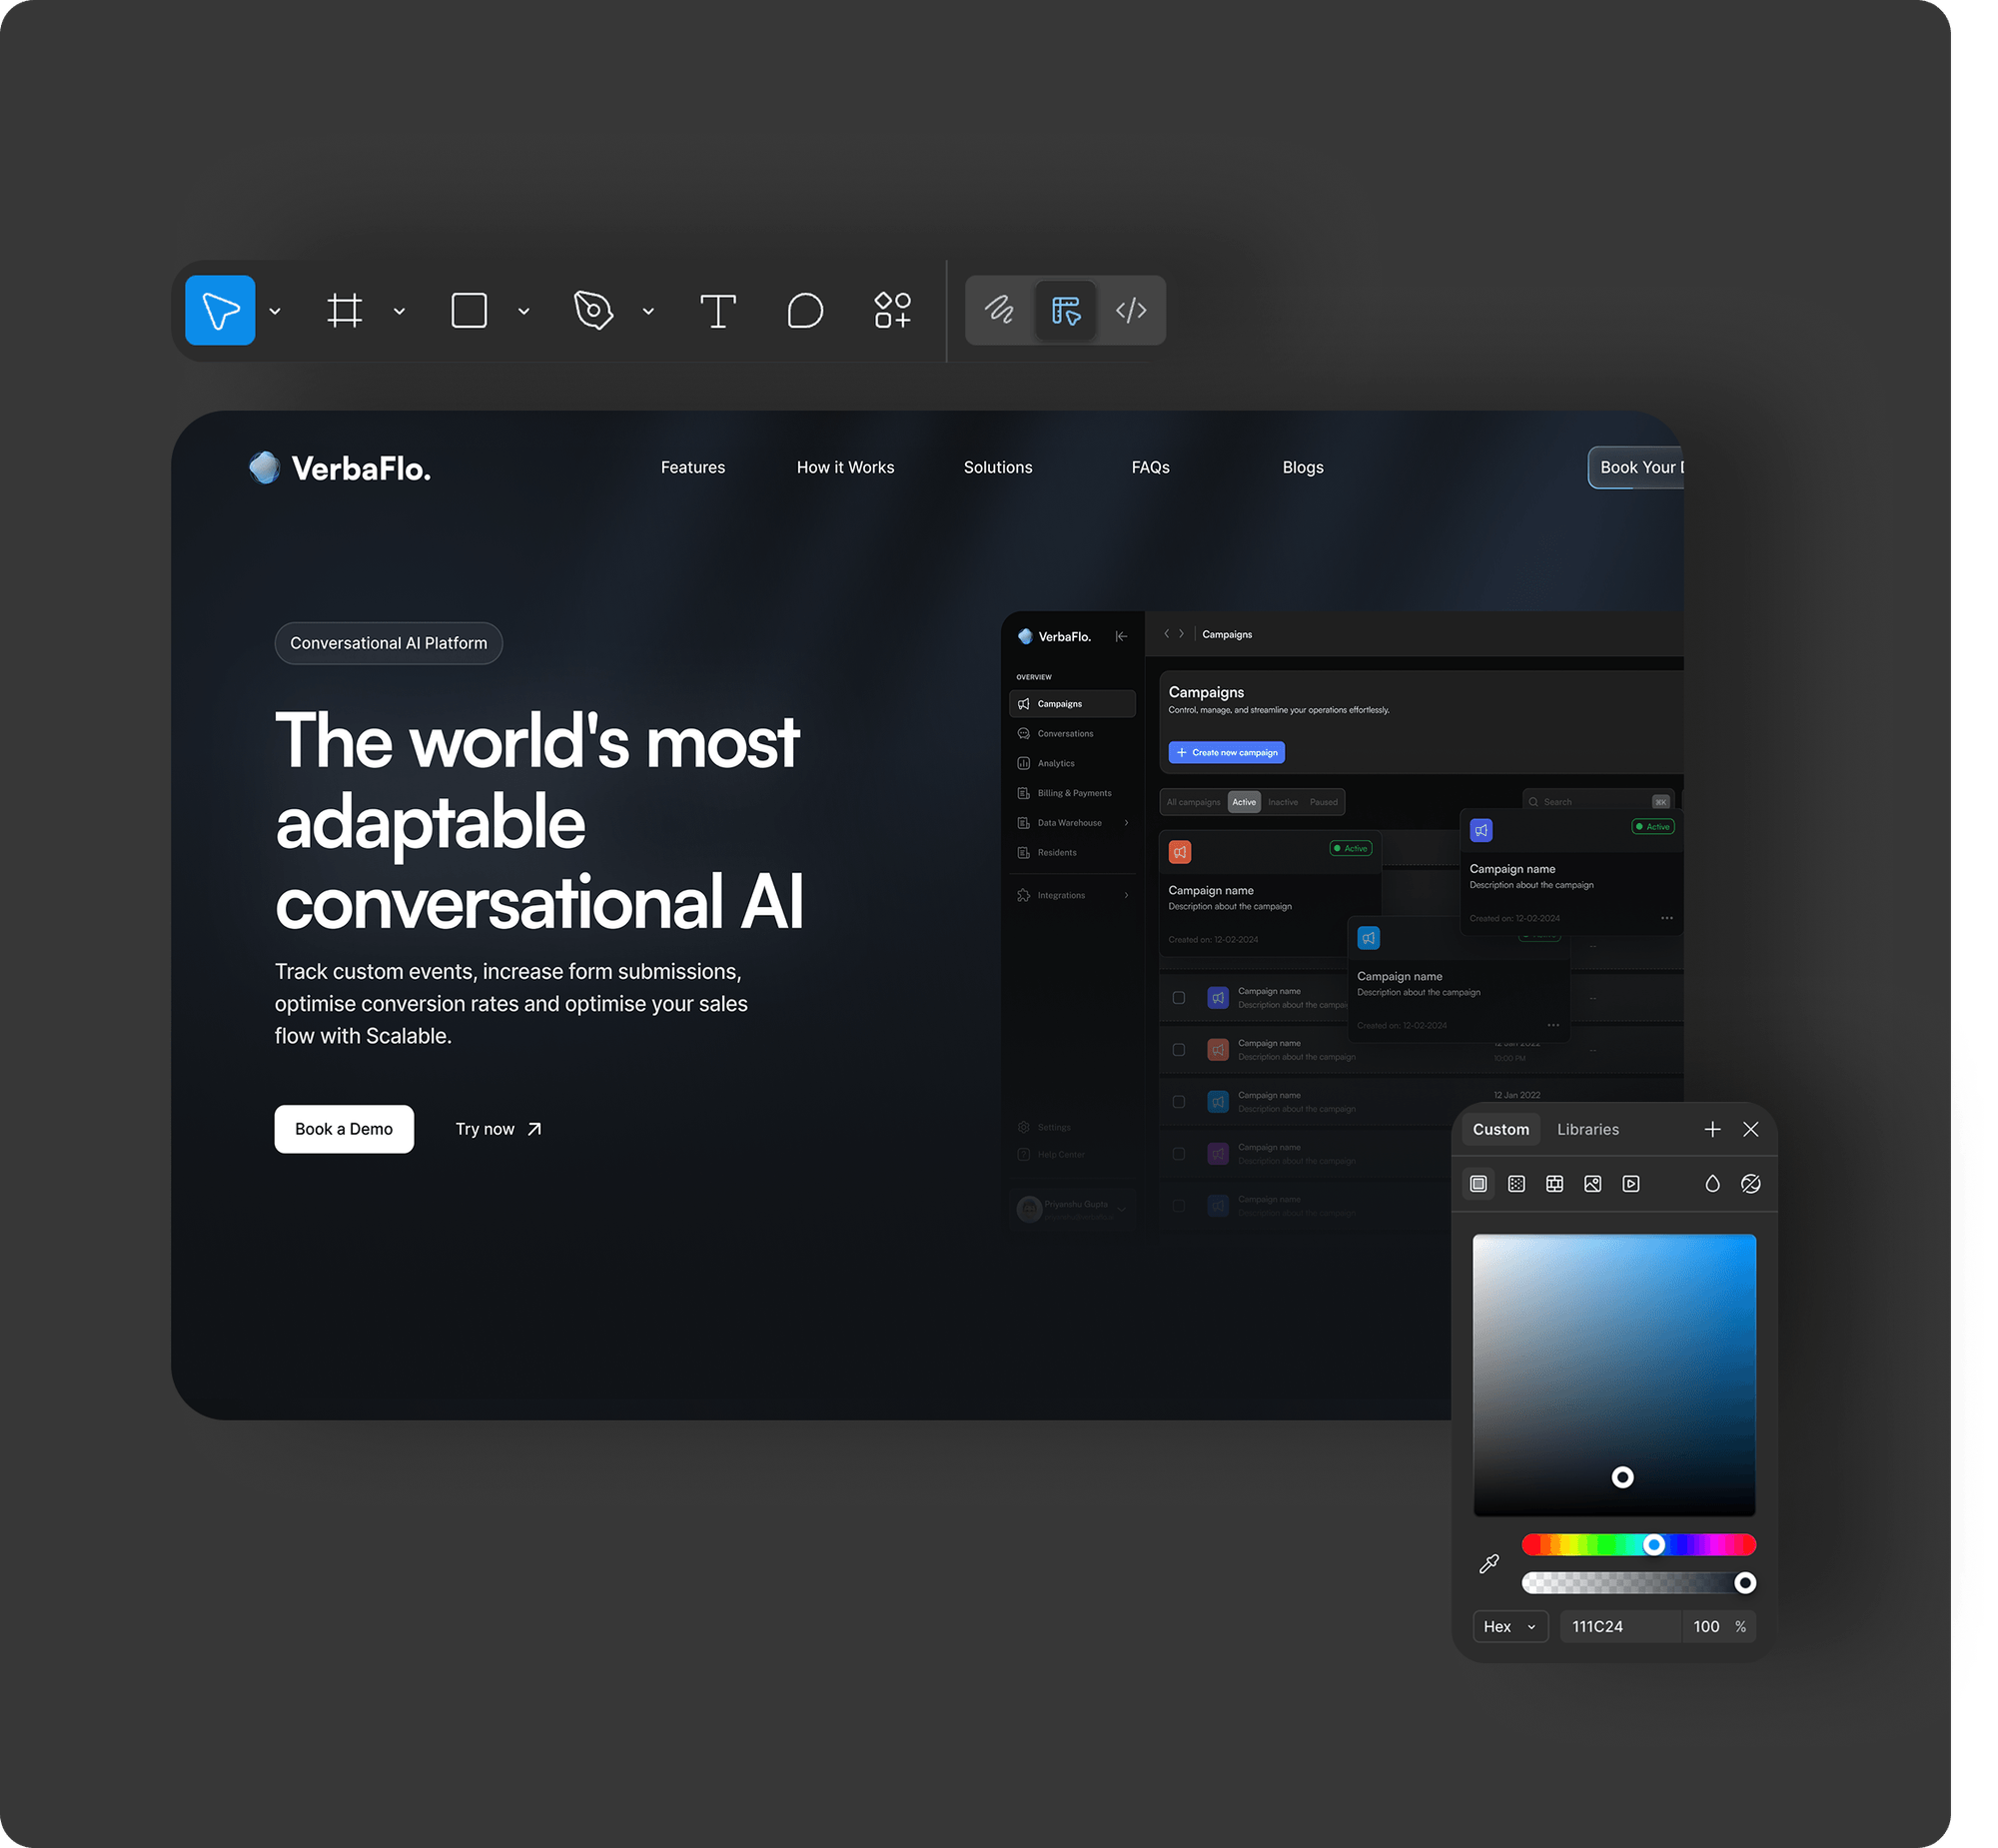 VerbaFlo.
Features
How it Works
Solutions
FAQs
Blogs
Book Your
Conversational AI Platform
The world's most
adaptable
conversational AI
Track custom events, increase form submissions,
optimise conversion rates and optimise your sales
flow with Scalable.
Book a Demo
Try now
VerbaFlo.
OVERVIEW
Campaigns
Conversations
Analytics
Billing & Payments
Data Warehouse
Residents
Integrations
Settings
Help Center
Priyanshu Gupta
Campaigns
Campaigns
Control, manage, and streamline your operations effortlessly.
Create new campaign
All campaigns
Active
Inactive
Paused
Search
⌘K
Active
Campaign name
Description about the campaign
Created on: 12-02-2024
Active
Campaign name
Description about the campaign
Created on: 12-02-2024
Campaign name
Description about the campaign
Created on: 12-02-2024
Campaign name
Description about the
--
--
Campaign name
Description about the campaign
12 Jan 2022
10:00 PM
--
Campaign name
Description about the campaign
12 Jan 2022
Campaign name
Description about the campaign
Campaign name
Description about the campaign
Custom
Libraries
Hex
111C24
100 %